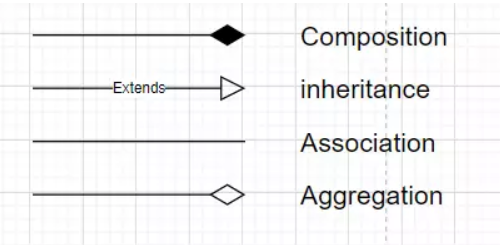 Composition
Extends inheritance
Association
Aggregation